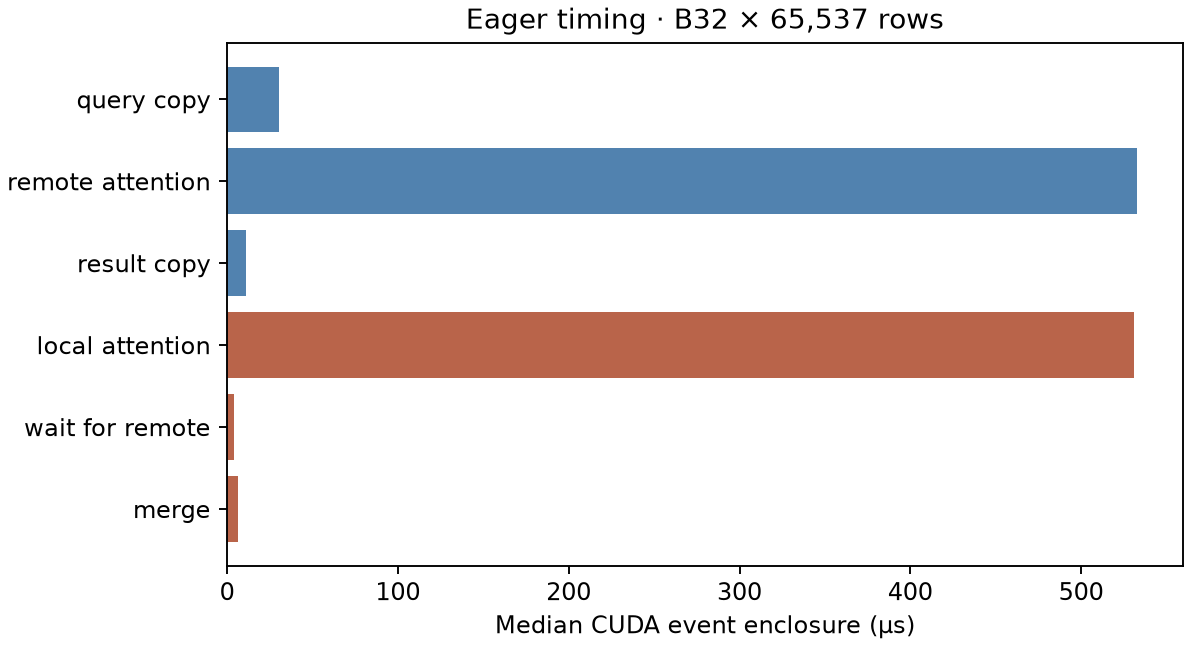 Eager timing · B32 × 65,537 rows
query copy
remote attention
result copy
local attention
wait for remote
merge
0 100 200 300 400 500
Median CUDA event enclosure (µs)